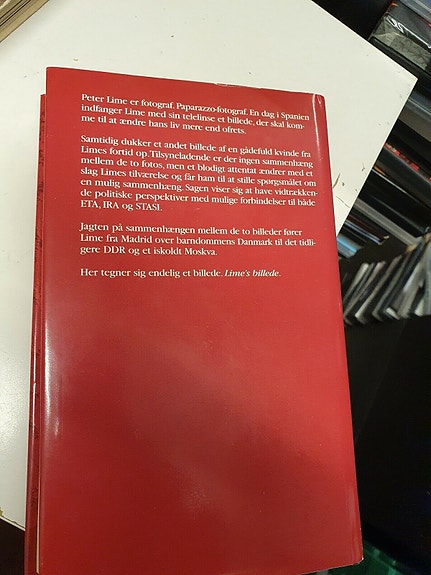 Peter Lime er fotograf. Paparazzo-fotograf. En dag i Spanien
indfanger Lime med sin telelinse et billede, der skal kom-
me til at ændre hans liv mere end ofrets.
Samtidig dukker et andet billede af en gådefuld kvinde fra
Limes fortid op. Tilsyneladende er der ingen sammenhæng
mellem de to fotos, men et blodigt attentat ændrer med et
slag Limes tilværelse og får ham til at stille spørgsmålet om
en mulig sammenhæng. Sagen viser sig at have vidtrækken-
de politiske perspektiver med mulige forbindelser til både
ETA, IRA og STASI.
Jagten på sammenhængen mellem de to billeder fører
Lime fra Madrid over barndommens Danmark til det tidli-
gere DDR og et iskoldt Moskva.
Her tegner sig endelig et billede. Lime's billede.